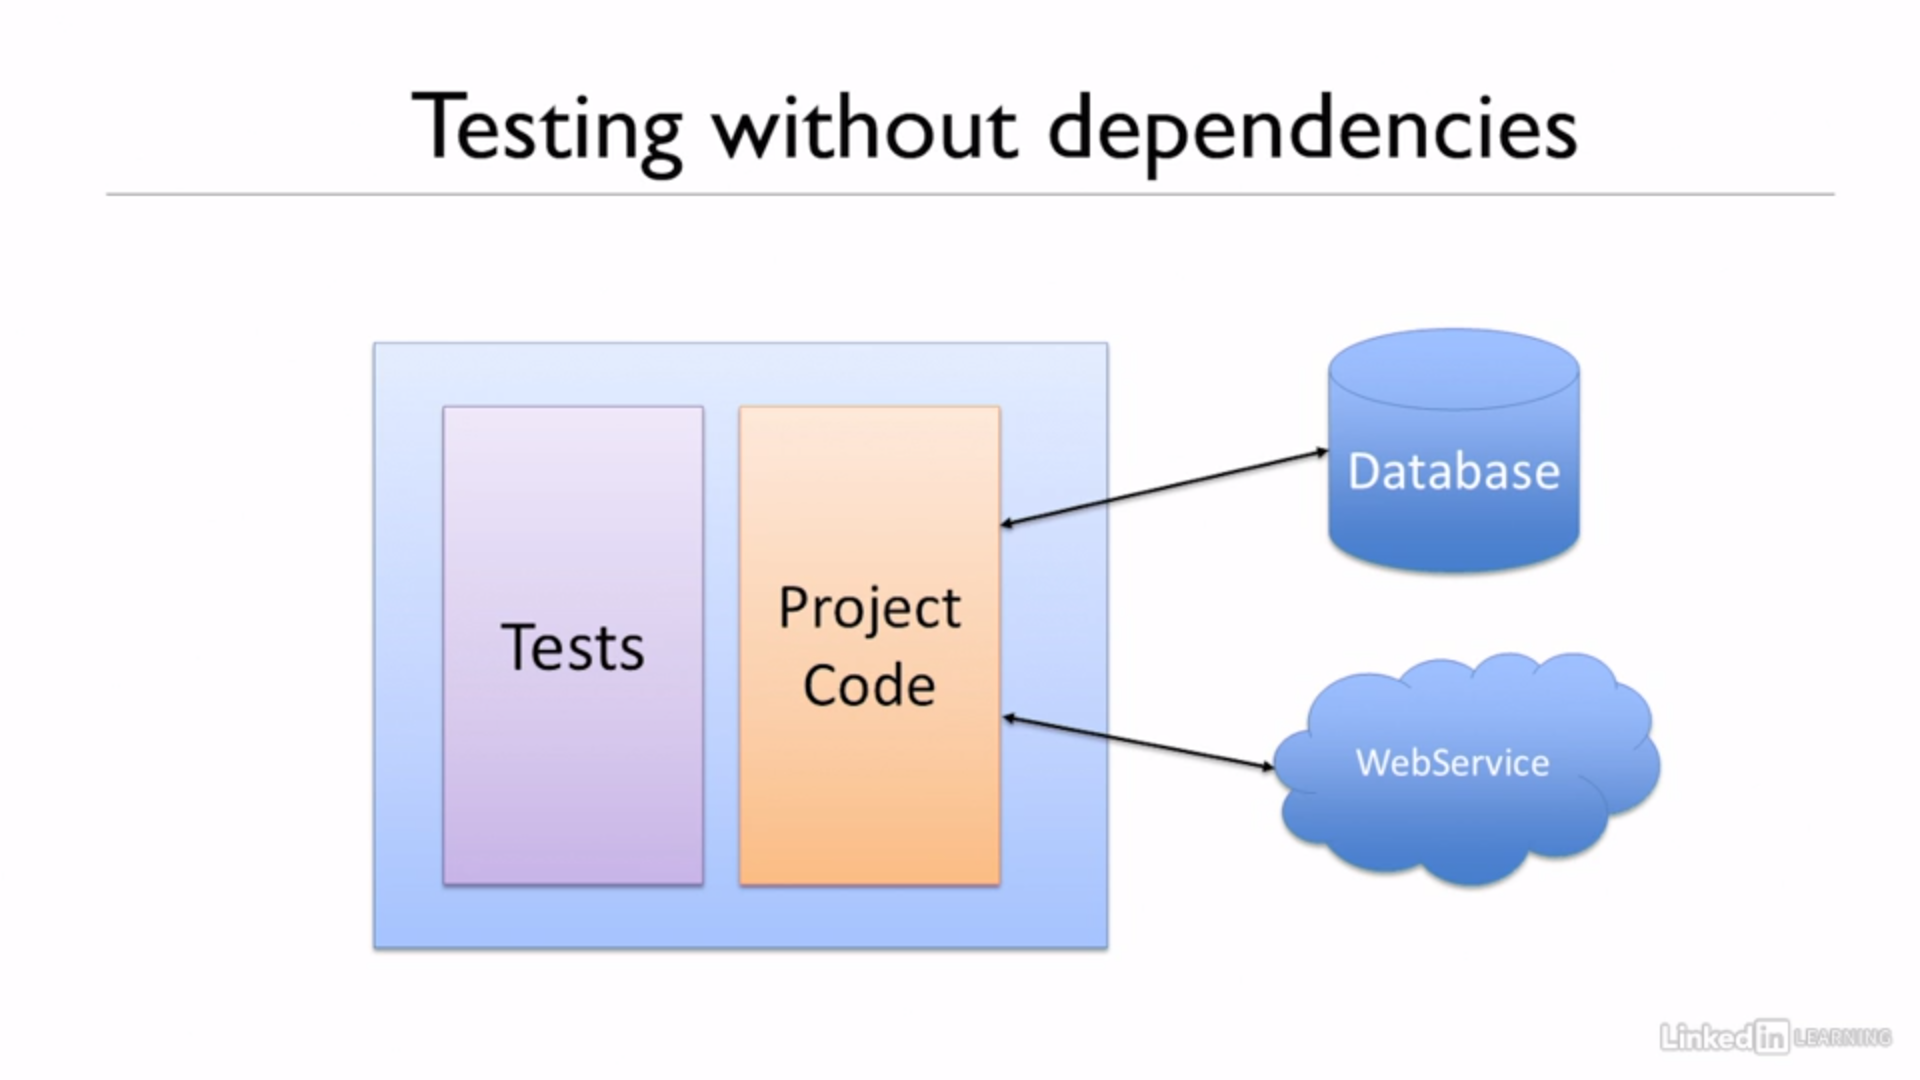 Testing without dependencies
Tests
Project
Code
Database
WebService
Linkedin LEARNING